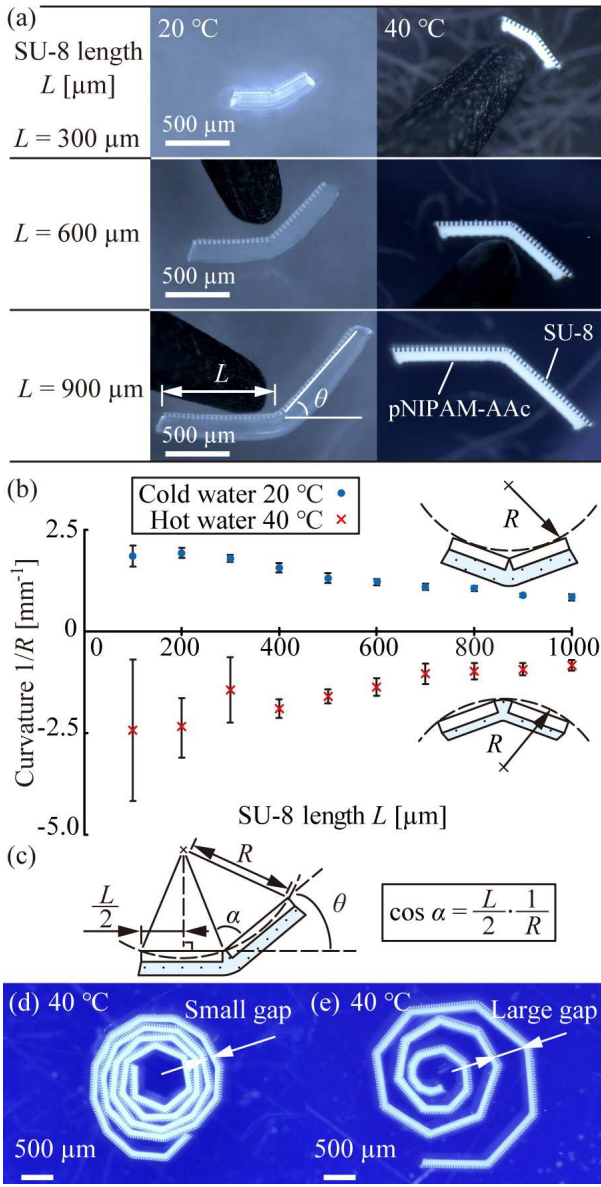 (a)
SU-8 length
L [µm]
20 °C
40 °C
L = 300 µm
500 µm
L = 600 µm
500 µm
L = 900 µm
L
θ
500 µm
SU-8
pNIPAM-AAc
(b)
Cold water 20 °C
Hot water 40 °C
R
Curvature 1/R [mm⁻¹]
2.5
0
-2.5
-5.0
200
400
600
800
1000
R
SU-8 length L [µm]
(c)
R
L
2
α
θ
cos α = L/2 · 1/R
(d) 40 °C
Small gap
500 µm
(e) 40 °C
Large gap
500 µm